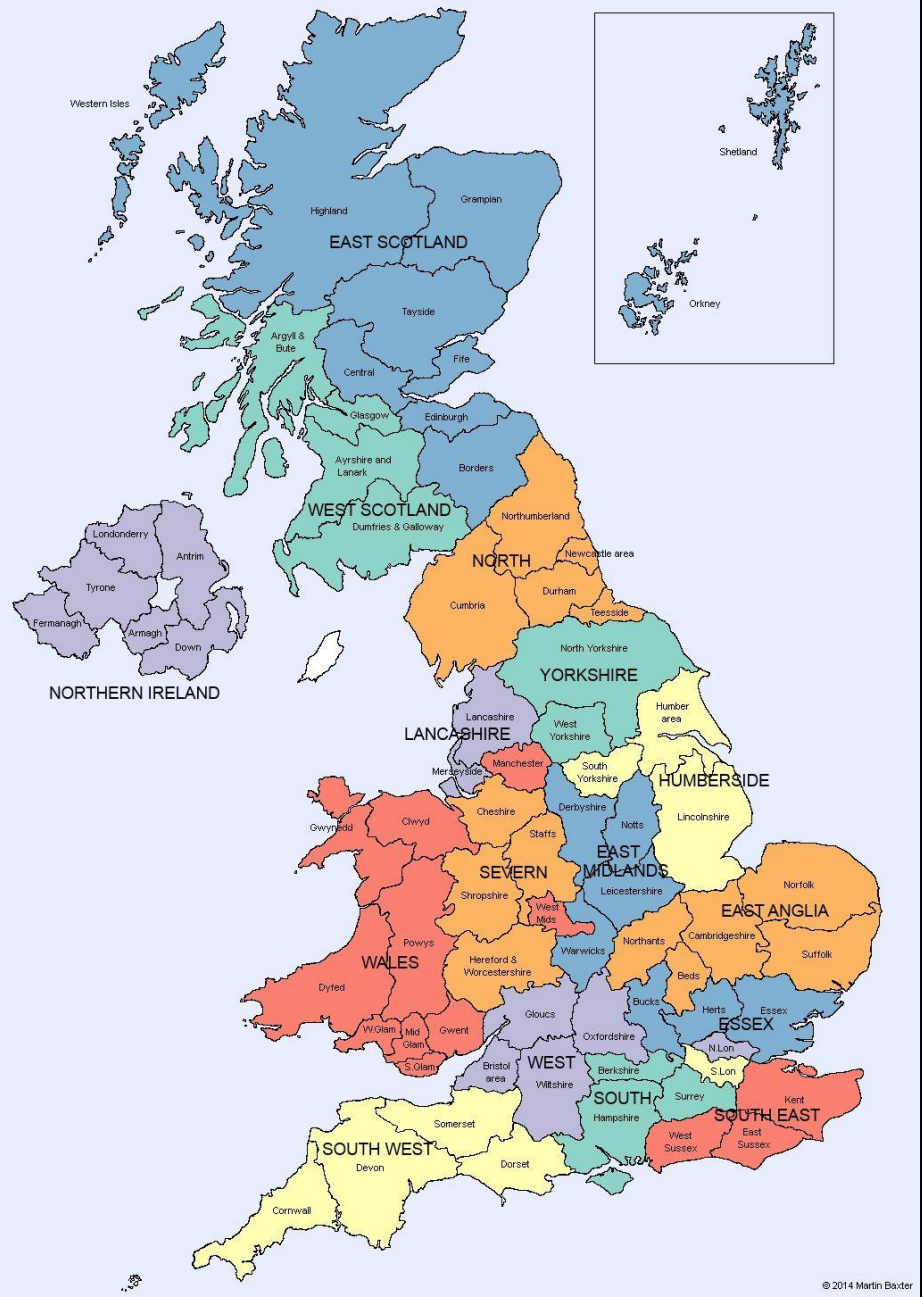 Western Isles
Shetland
Highland
Grampian
EAST SCOTLAND
Orkney
Tayside
Argyll &
Bute
Central
Fife
Glasgow
Edinburgh
Ayrshire and
Lanark
Borders
WEST SCOTLAND
Dumfries & Galloway
Northumberland
Londonderry
Antrim
Newcastle area
NORTH
Tyrone
Durham
Cumbria
Teesside
Fermanagh
Armagh
Down
NORTHERN IRELAND
North Yorkshire
YORKSHIRE
Humber
area
Lancashire
West
Yorkshire
LANCASHIRE
Manchester
Merseyside
South
Yorkshire
HUMBERSIDE
Derbyshire
Cheshire
Lincolnshire
Gwynedd
Clwyd
Notts
Staffs
EAST
MIDLANDS
SEVERN
Leicestershire
Norfolk
Shropshire
West
Mids
EAST ANGLIA
Cambridgeshire
Northants
Powys
Warwicks
Suffolk
WALES
Hereford &
Worcestershire
Beds
Dyfed
Bucks
Herts
Essex
Gloucs
ESSEX
W.Glam
Mid
Glam
Gwent
Oxfordshire
N.Lon
S.Glam
Bristol
area
WEST
Wiltshire
Berkshire
S.Lon
SOUTH
Surrey
Kent
Hampshire
SOUTH EAST
Somerset
West
Sussex
East
Sussex
SOUTH WEST
Devon
Dorset
Cornwall
© 2014 Martin Baxter